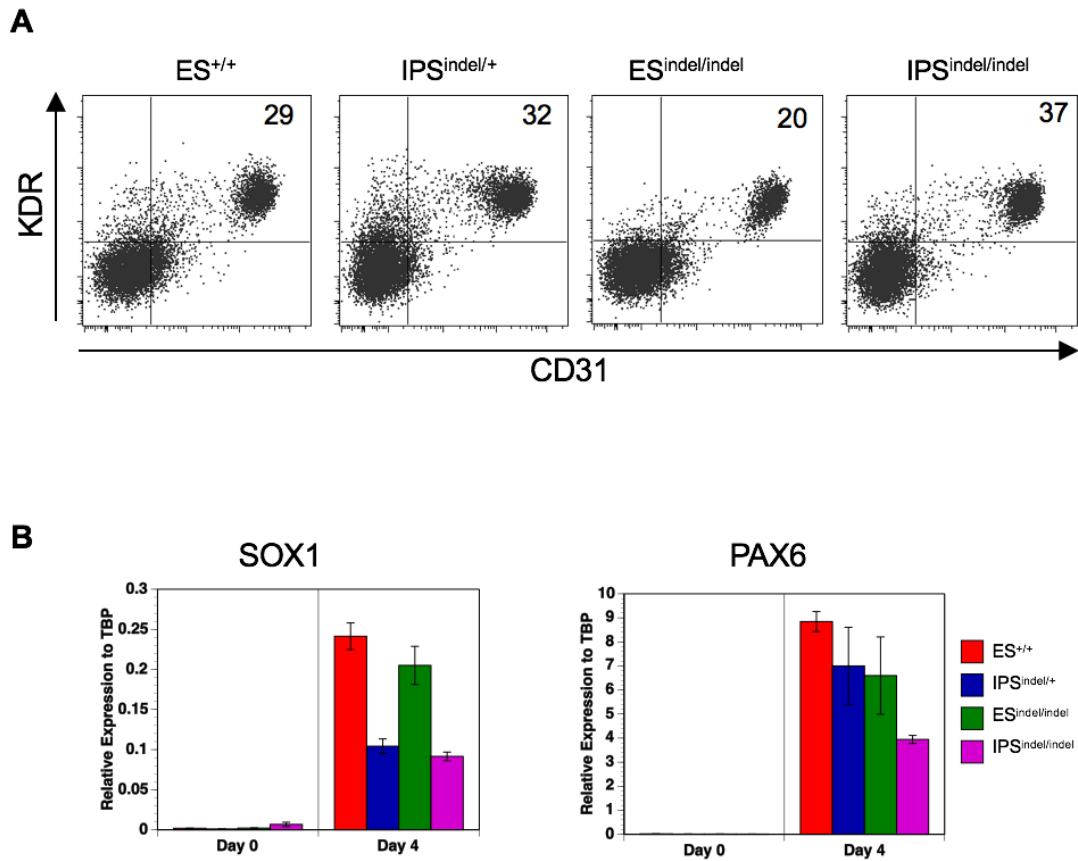 A
ES+/+ IPSindel/+ ESindel/indel IPSindel/indel
29 32 20 37
KDR
CD31
B
SOX1 PAX6
Relative Expression to TBP
0.3
0.25
0.2
0.15
0.1
0.05
0
Day 0 Day 4
Relative Expression to TBP
10
9
8
7
6
5
4
3
2
1
0
Day 0 Day 4
ES+/+
IPSindel/+
ESindel/indel
IPSindel/indel